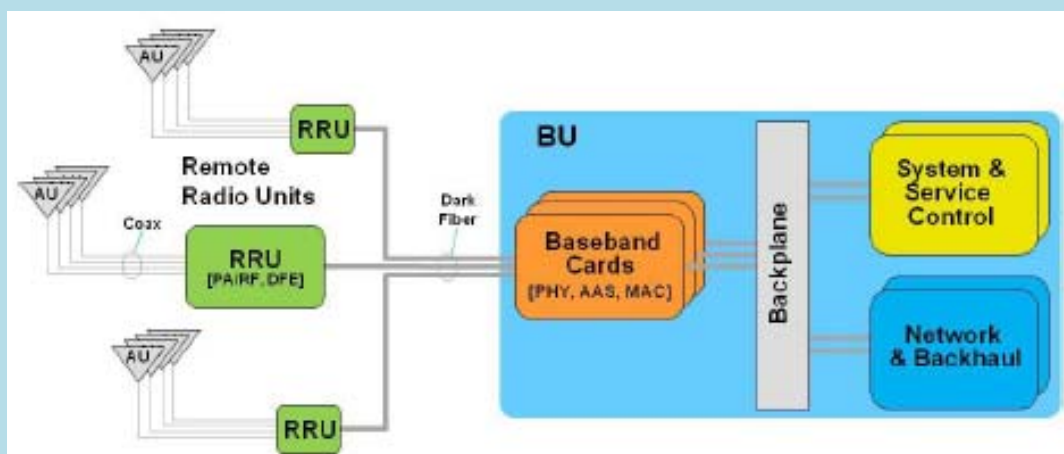 AU
RRU
Remote
Radio Units
AU
Coax
RRU
[PA/RF, DFE]
Dark
Fiber
AU
RRU
BU
Baseband
Cards
[PHY, AAS, MAC]
Backplane
System &
Service
Control
Network
& Backhaul